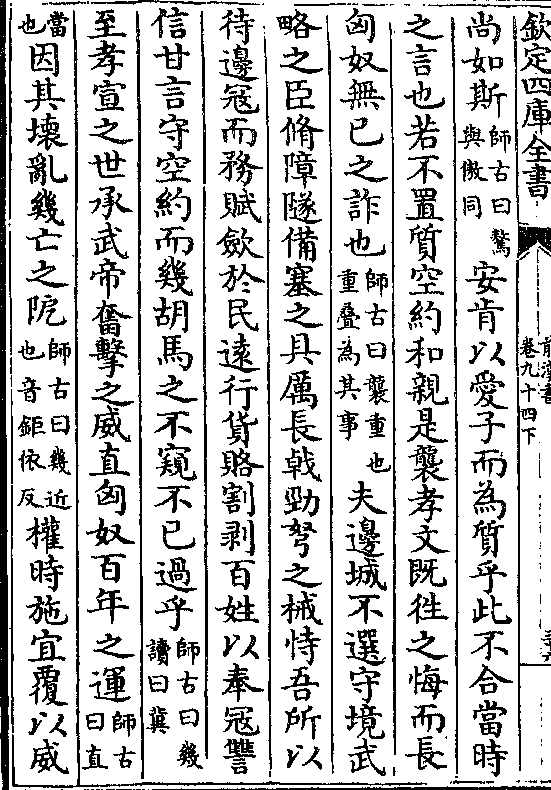 欽定四庫全書
前漢書
卷九十四下
尚如斯師古曰驁與傲同安肯以愛子而為質乎此不合當時
之言也若不置質空約和親是襲孝文既徃之悔而長
匈奴無已之詐也師古曰襲重也重疊為其事夫邊城不選守境武
略之臣脩障隧備塞之具厲長戟勁弩之械恃吾所以
待邊寇而務賦歛於民遠行貨賂割剥百姓以奉寇讐
信甘言守空約而幾胡馬之不窺不已過乎師古曰幾讀曰冀
至孝宣之世承武帝奮擊之威直匈奴百年之運師古曰直
當也因其壊亂幾亡之阨師古曰幾近也音鉅依反權時施宜覆以威